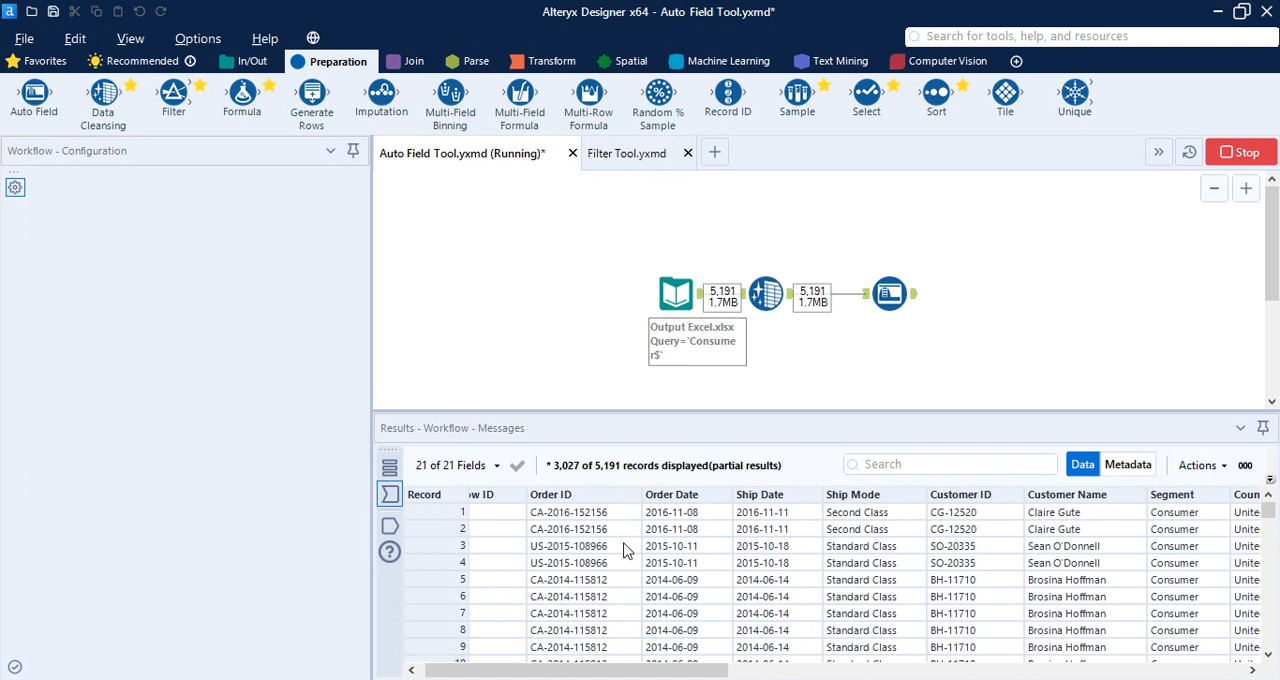 a
Alteryx Designer x64 - Auto Field Tool.yxmd*
File Edit View Options Help
Search for tools, help, and resources
Favorites Recommended In/Out Preparation Join Parse Transform Spatial Machine Learning Text Mining Computer Vision
Auto Field
Data Cleansing
Filter
Formula
Generate Rows
Imputation
Multi-Field Binning
Multi-Field Formula
Multi-Row Formula
Random % Sample
Record ID
Sample
Select
Sort
Tile
Unique
Workflow - Configuration
Auto Field Tool.yxmd (Running)*
Filter Tool.yxmd
Stop
5,191
1.7MB
5,191
1.7MB
Output Excel.xlsx
Query=`Consume
r$`
Results - Workflow - Messages
21 of 21 Fields
* 3,027 of 5,191 records displayed(partial results)
Search
Data
Metadata
Actions
000
Record w ID Order ID Order Date Ship Date Ship Mode Customer ID Customer Name Segment Coun
1 CA-2016-152156 2016-11-08 2016-11-11 Second Class CG-12520 Claire Gute Consumer Unite
2 CA-2016-152156 2016-11-08 2016-11-11 Second Class CG-12520 Claire Gute Consumer Unite
3 US-2015-108966 2015-10-11 2015-10-18 Standard Class SO-20335 Sean O'Donnell Consumer Unite
4 US-2015-108966 2015-10-11 2015-10-18 Standard Class SO-20335 Sean O'Donnell Consumer Unite
5 CA-2014-115812 2014-06-09 2014-06-14 Standard Class BH-11710 Brosina Hoffman Consumer Unite
6 CA-2014-115812 2014-06-09 2014-06-14 Standard Class BH-11710 Brosina Hoffman Consumer Unite
7 CA-2014-115812 2014-06-09 2014-06-14 Standard Class BH-11710 Brosina Hoffman Consumer Unite
8 CA-2014-115812 2014-06-09 2014-06-14 Standard Class BH-11710 Brosina Hoffman Consumer Unite
9 CA-2014-115812 2014-06-09 2014-06-14 Standard Class BH-11710 Brosina Hoffman Consumer Unite